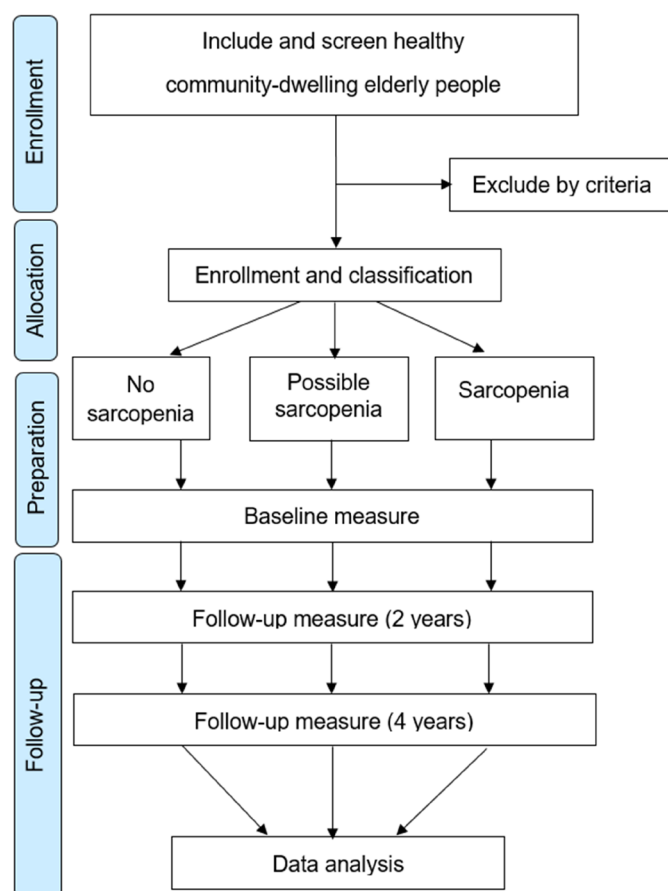 Enrollment
Include and screen healthy
community-dwelling elderly people
Exclude by criteria
Allocation
Enrollment and classification
No
sarcopenia
Possible
sarcopenia
Sarcopenia
Preparation
Baseline measure
Follow-up
Follow-up measure (2 years)
Follow-up measure (4 years)
Data analysis